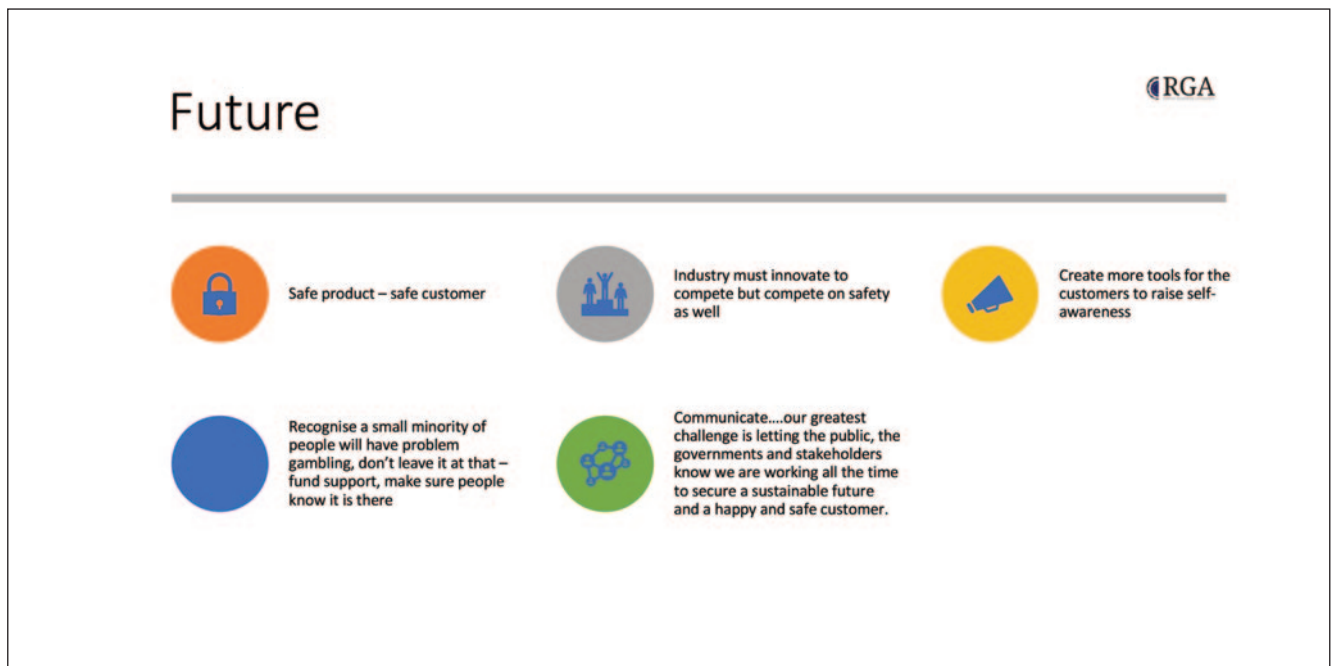 RGA
Future
Safe product – safe customer
Industry must innovate to
compete but compete on safety
as well
Create more tools for the
customers to raise self-
awareness
Recognise a small minority of
people will have problem
gambling, don't leave it at that –
fund support, make sure people
know it is there
Communicate....our greatest
challenge is letting the public, the
governments and stakeholders
know we are working all the time
to secure a sustainable future
and a happy and safe customer.